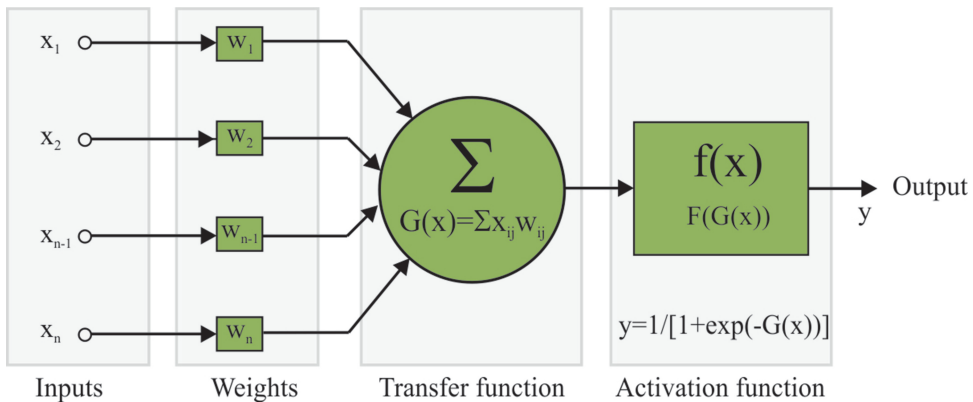 x₁
w₁
x₂
w₂
xₙ₋₁
wₙ₋₁
xₙ
wₙ
Σ
G(x)=Σxᵢⱼwᵢⱼ
f(x)
F(G(x))
y
Output
y=1/[1+exp(-G(x))]
Inputs
Weights
Transfer function
Activation function